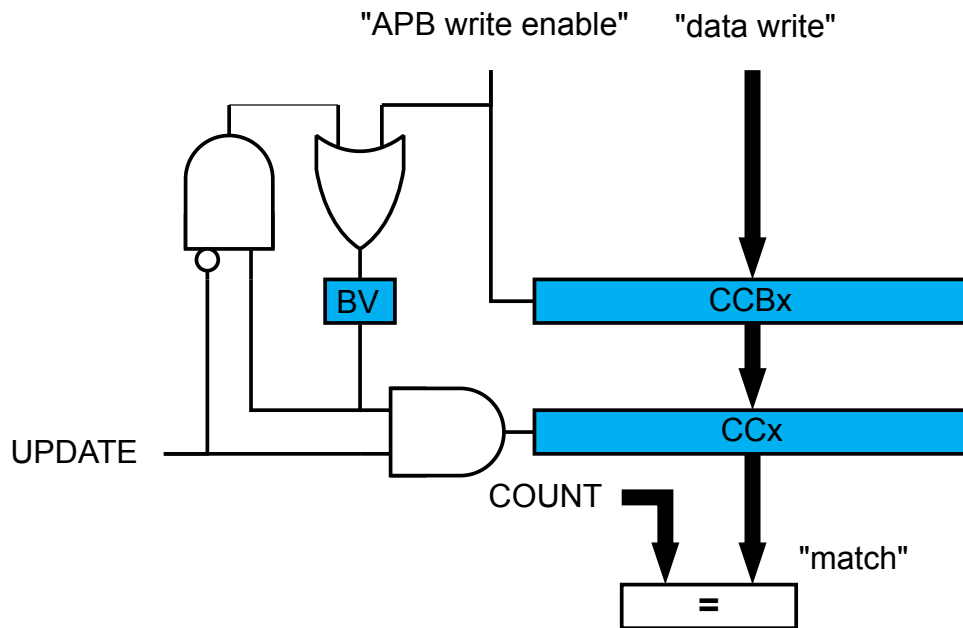 "APB write enable" "data write"
BV
CCBx
CCx
UPDATE
COUNT
"match"
=